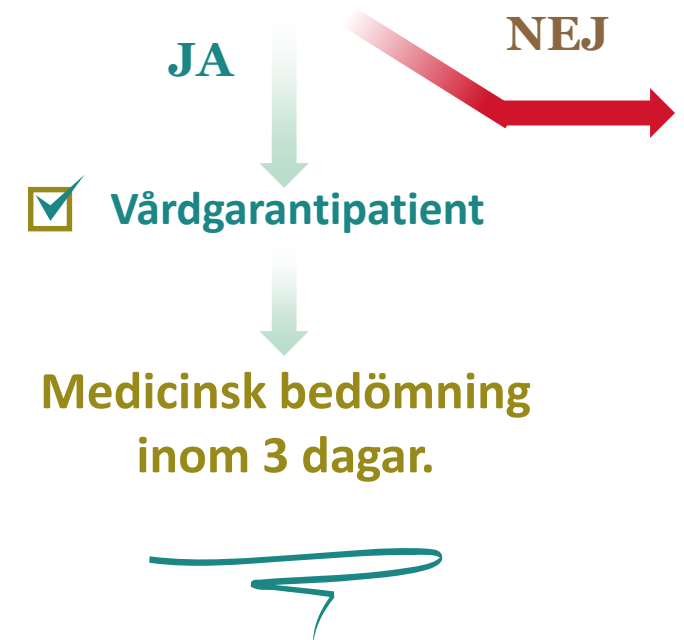 JA
NEJ
Vårdgarantipatient
Medicinsk bedömning
inom 3 dagar.